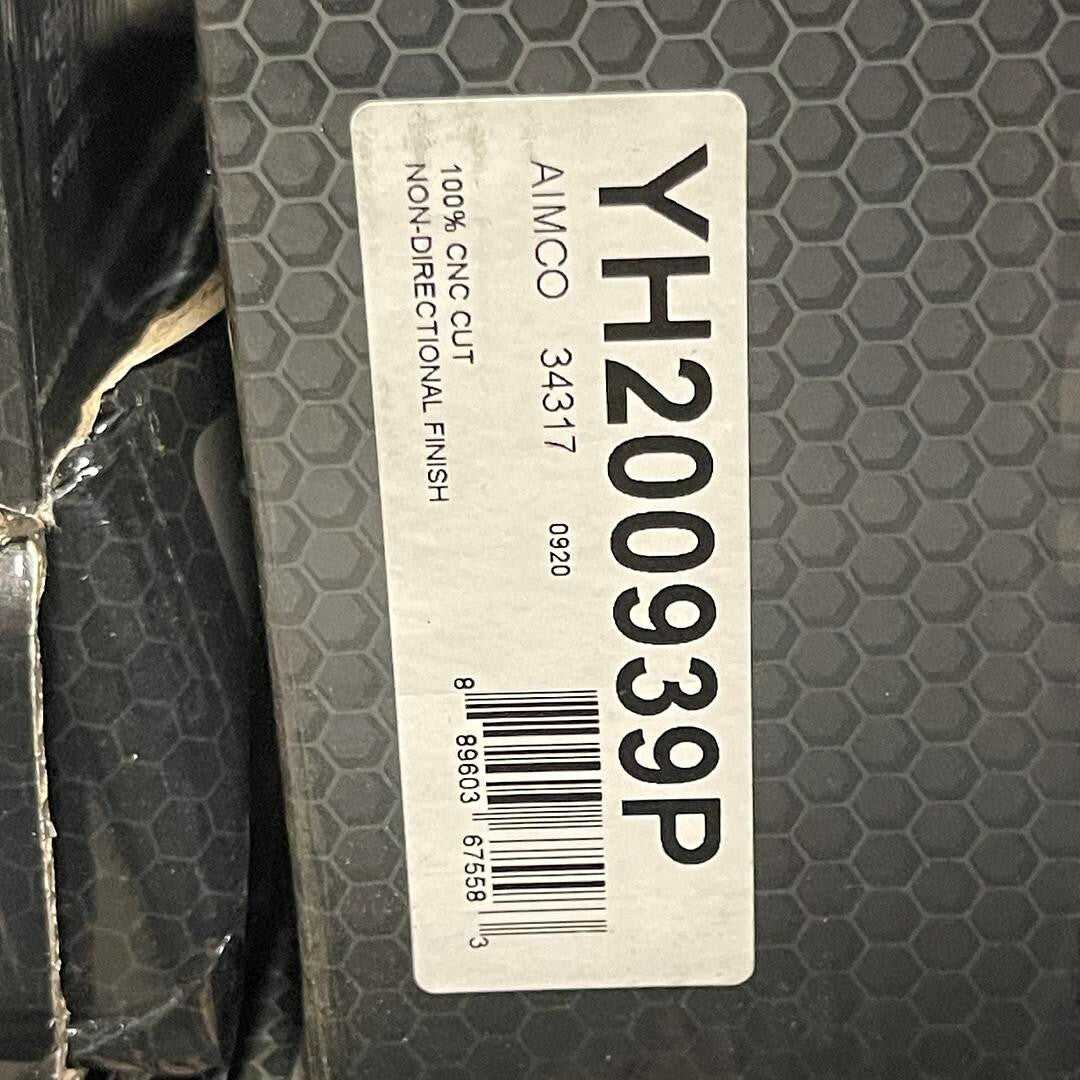 YH200939P
AIMCO 34317 0920
100% CNC CUT
NON-DIRECTIONAL FINISH
8 89603 67558 3